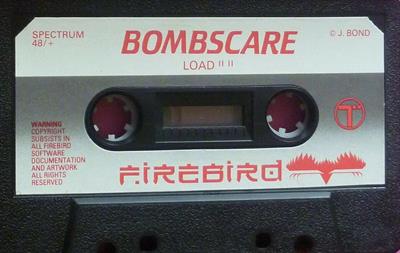 SPECTRUM
48/+
BOMBSCARE
© J. BOND
LOAD " "
WARNING
COPYRIGHT
SUBSISTS IN
ALL FIREBIRD
SOFTWARE
DOCUMENTATION
AND ARTWORK
ALL RIGHTS
RESERVED
FIREBIRD